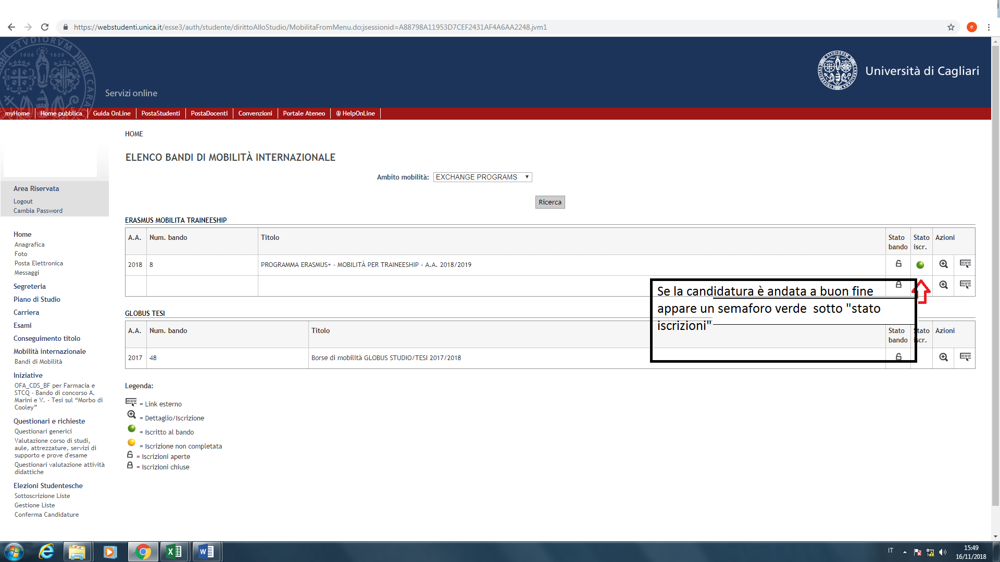 https://webstudenti.unica.it/esse3/auth/studente/dirittoAlloStudio/MobilitaFromMenu.do;jsessionid=A88798A11953D7CEF2431AF4A6AA2248.jvm1
e
STVDIORVM
1606 1620
Servizi online
Università di Cagliari
myHome Home pubblica Guida OnLine PostaStudenti PostaDocenti Convenzioni Portale Ateneo @ HelpOnLine
HOME
ELENCO BANDI DI MOBILITÀ INTERNAZIONALE
Ambito mobilità: EXCHANGE PROGRAMS
Ricerca
Area Riservata
Logout
Cambia Password
Home
Anagrafica
Foto
Posta Elettronica
Messaggi
Segreteria
Piano di Studio
Carriera
Esami
Conseguimento titolo
Mobilità internazionale
Bandi di Mobilità
Iniziative
OFA_CDS_BF per Farmacia e
STCQ - Bando di concorso A.
Marini e V. - Tesi sul “Morbo di
Cooley”
Questionari e richieste
Questionari generici
Valutazione corso di studi,
aule, attrezzature, servizi di
supporto e prove d'esame
Questionari valutazione attività
didattiche
Elezioni Studentesche
Sottoscrizione Liste
Gestione Liste
Conferma Candidature
ERASMUS MOBILITA TRAINEESHIP
A.A. Num. bando Titolo Stato bando Stato iscr. Azioni
2018 8 PROGRAMMA ERASMUS+ - MOBILITÀ PER TRAINEESHIP - A.A. 2018/2019
www
www
Se la candidatura è andata a buon fine
appare un semaforo verde sotto "stato
iscrizioni"
GLOBUS TESI
A.A. Num. bando Titolo Stato bando Stato iscr. Azioni
2017 48 Borse di mobilità GLOBUS STUDIO/TESI 2017/2018
www
Legenda:
www = Link esterno
= Dettaglio/Iscrizione
= Iscritto al bando
= Iscrizione non completata
= Iscrizioni aperte
= Iscrizioni chiuse
IT
15:49
16/11/2018